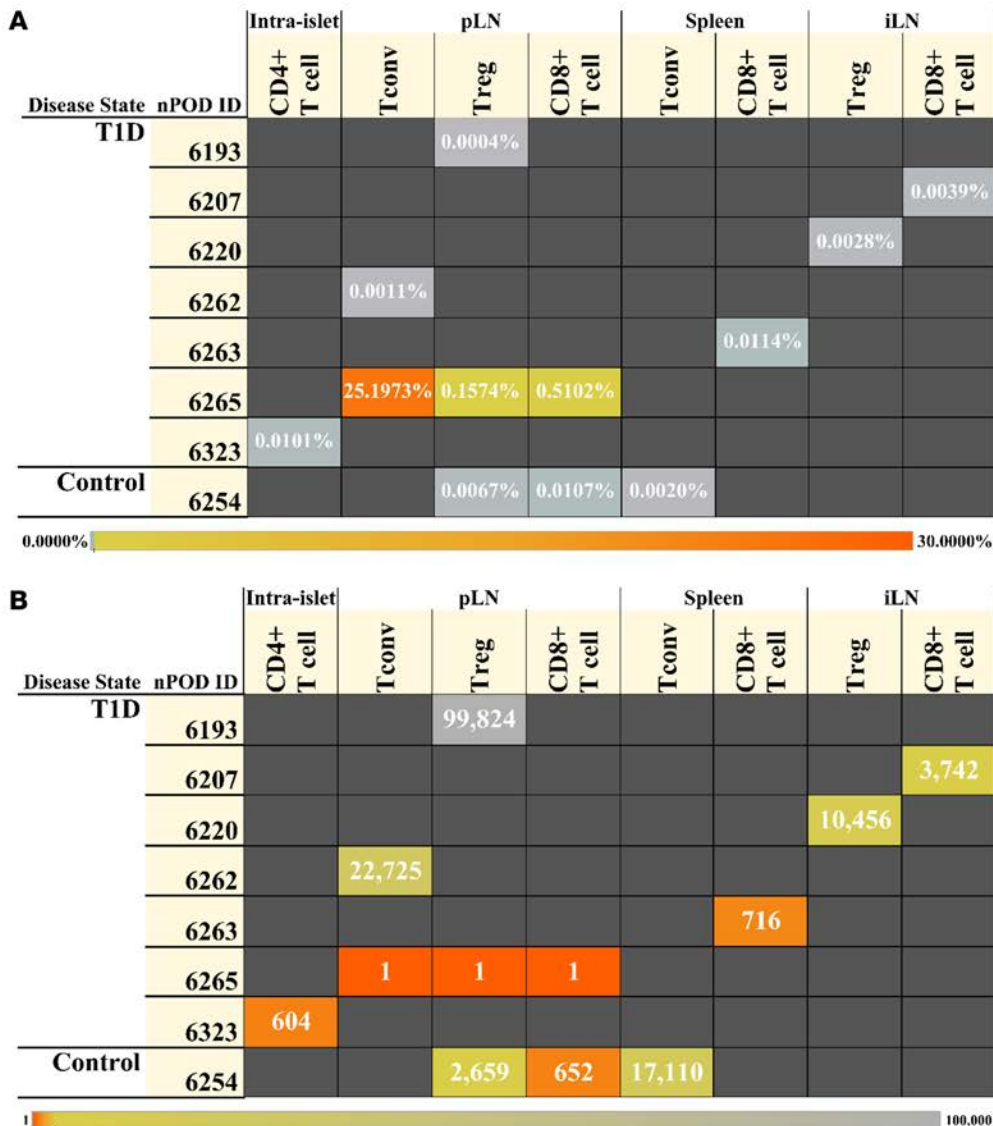 A
Intra-islet pLN Spleen iLN
Disease State nPOD ID CD4+ T cell Tconv Treg CD8+ T cell Tconv CD8+ T cell Treg CD8+ T cell
T1D
6193 0.0004%
6207 0.0039%
6220 0.0028%
6262 0.0011%
6263 0.0114%
6265 25.1973% 0.1574% 0.5102%
6323 0.0101%
Control
6254 0.0067% 0.0107% 0.0020%
0.0000% 30.0000%
B
Intra-islet pLN Spleen iLN
Disease State nPOD ID CD4+ T cell Tconv Treg CD8+ T cell Tconv CD8+ T cell Treg CD8+ T cell
T1D
6193 99,824
6207 3,742
6220 10,456
6262 22,725
6263 716
6265 1 1 1
6323 604
Control
6254 2,659 652 17,110
1 100,000